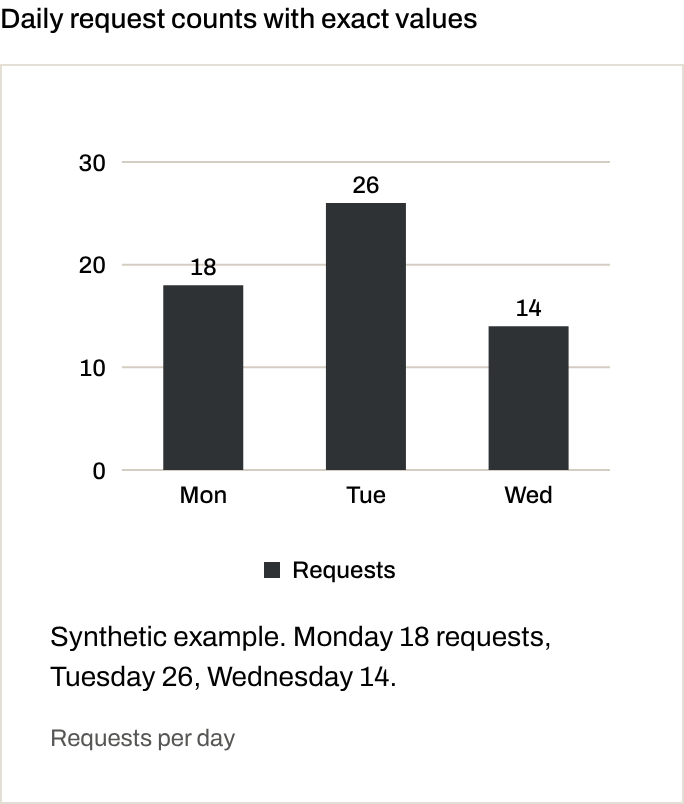 Daily request counts with exact values
30
26
20
18
14
10
0
Mon Tue Wed
Requests
Synthetic example. Monday 18 requests,
Tuesday 26, Wednesday 14.
Requests per day